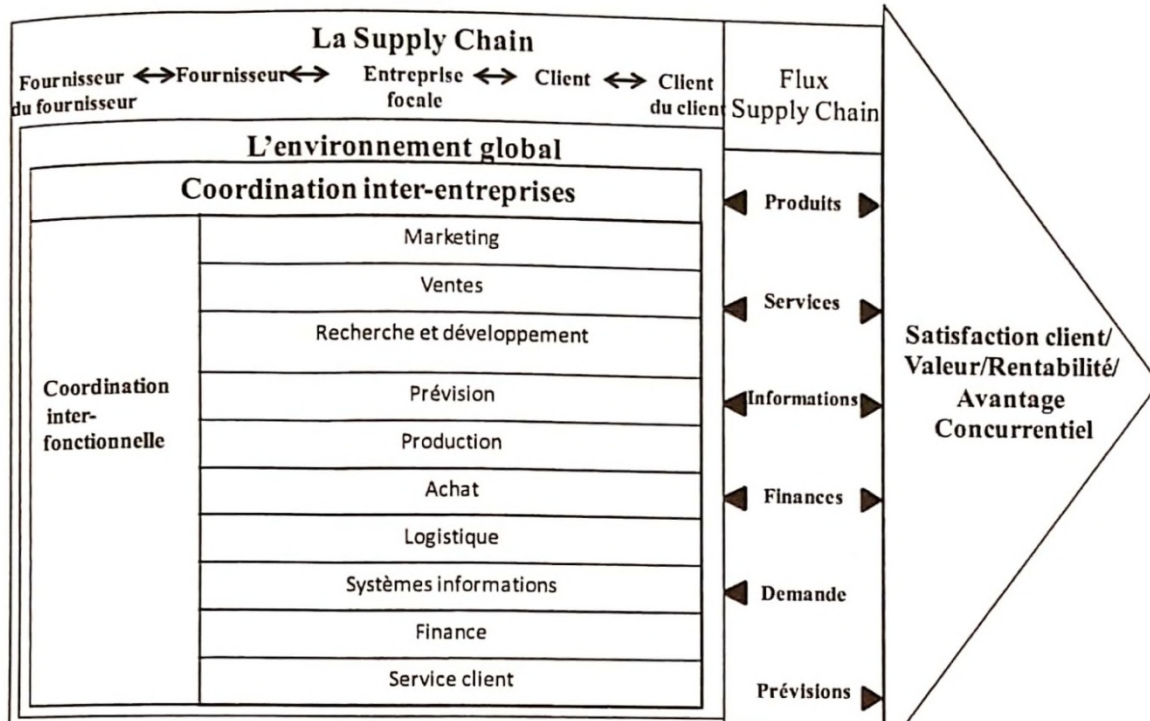 La Supply Chain
Fournisseur du fournisseur
Fournisseur
Entreprise focale
Client
Client du client
Flux
Supply Chain
L'environnement global
Coordination inter-entreprises
Coordination
inter-
fonctionnelle
Marketing
Ventes
Recherche et développement
Prévision
Production
Achat
Logistique
Systèmes informations
Finance
Service client
Produits
Services
Informations
Finances
Demande
Prévisions
Satisfaction client/
Valeur/Rentabilité/
Avantage
Concurrentiel